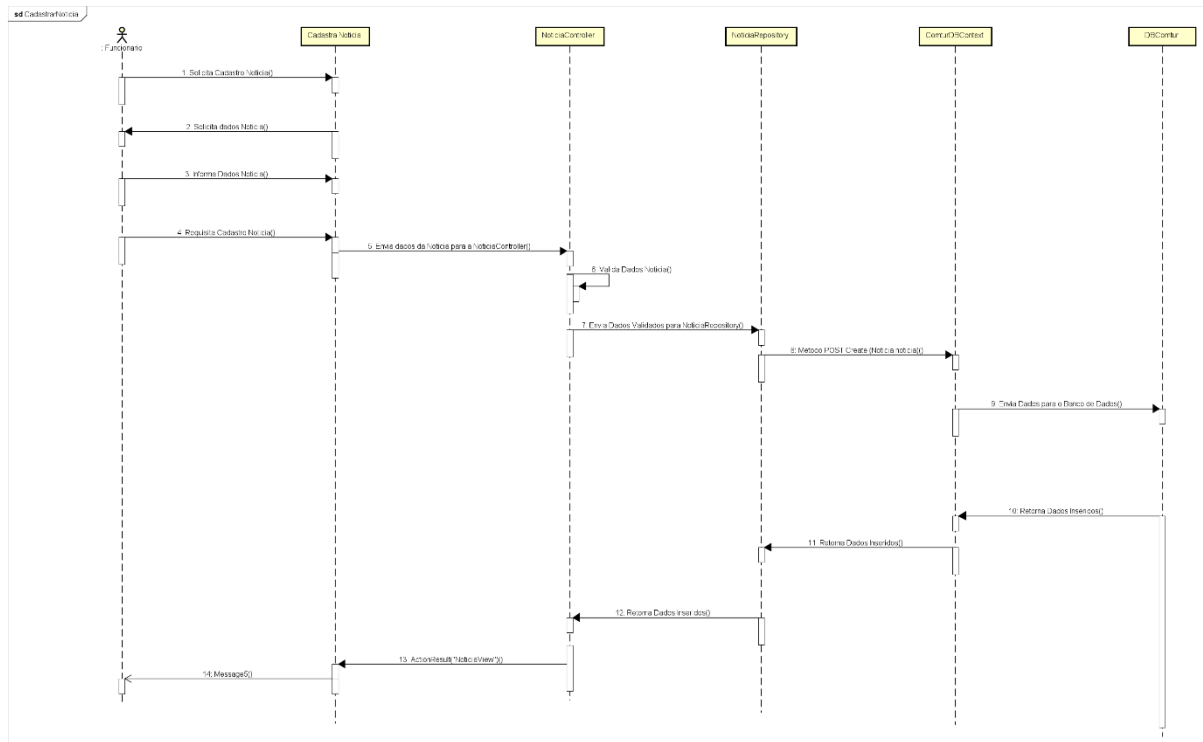 sd CadastrarNoticia
: Funcionario
Cadastra Noticia
NoticiaController
NoticiaRepository
ComturDBContext
DBComtur
1: Solicita Cadastro Noticia()
2: Solicita dados Noticia()
3: Informa Dados Noticia()
4: Requisita Cadastro Noticia()
5: Envia dados da Noticia para a NoticiaController()
6: Valida Dados Noticia()
7: Envia Dados Validados para NoticiaRepository()
8: Metodo POST Create (Noticia noticia)()
9: Envia Dados para o Banco de Dados()
10: Retorna Dados Inseridos()
11: Retorna Dados Inseridos()
12: Retorna Dados Inseridos()
13: ActionResult("NoticiaView")()
14: Message5()